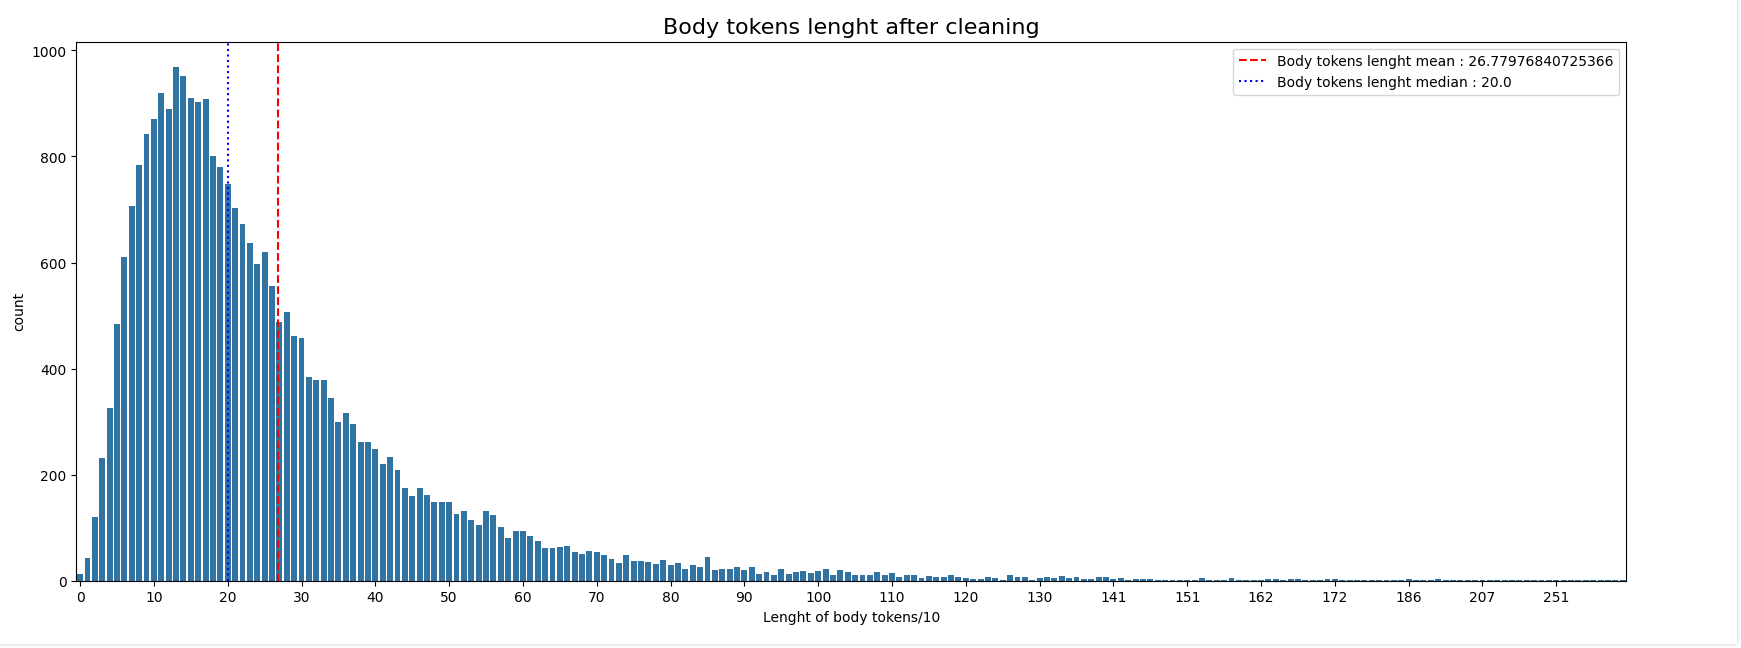 Body tokens lenght after cleaning
1000
800
600
400
200
0
count
Body tokens lenght mean : 26.77976840725366
Body tokens lenght median : 20.0
0 10 20 30 40 50 60 70 80 90 100 110 120 130 141 151 162 172 186 207 251
Lenght of body tokens/10